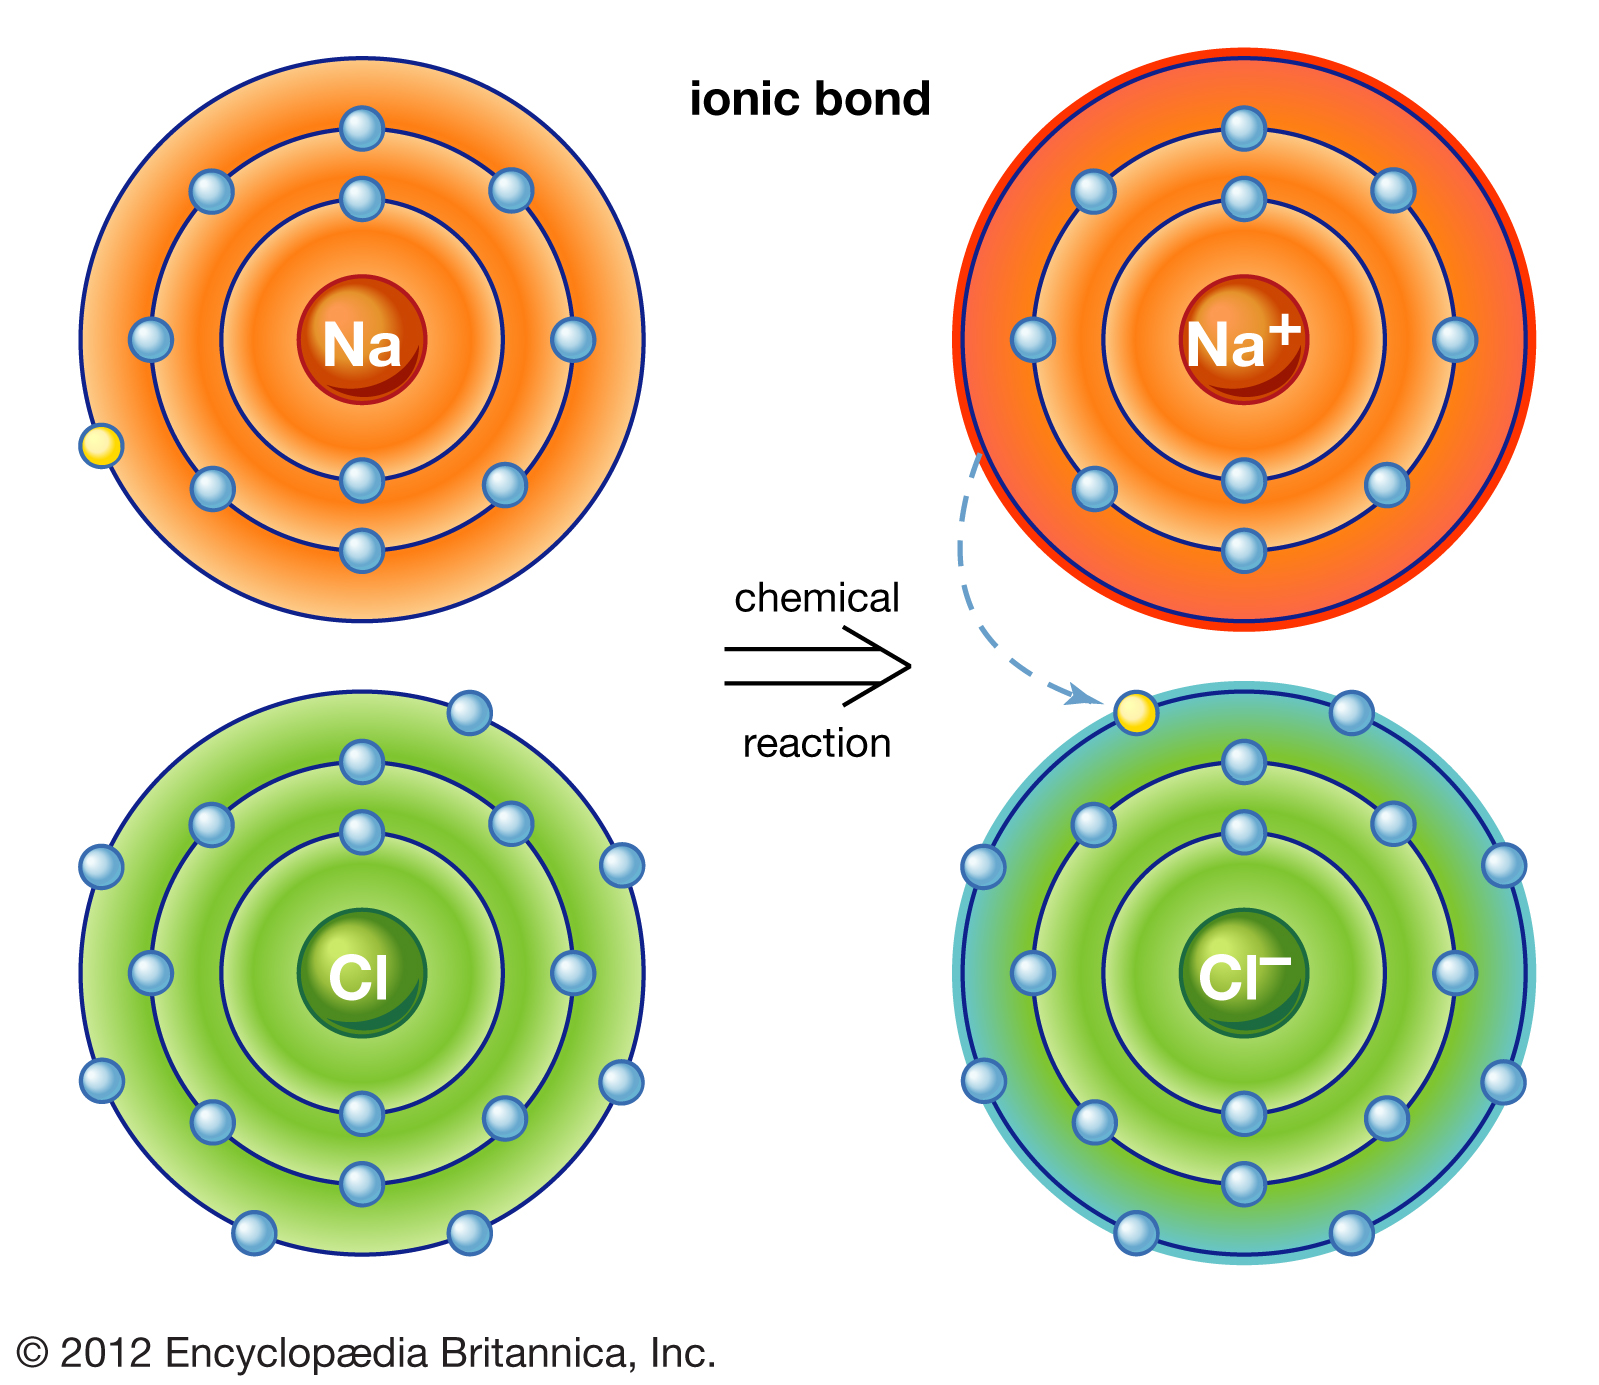 ionic bond
Na
Na+
chemical
reaction
Cl
Cl−
© 2012 Encyclopædia Britannica, Inc.